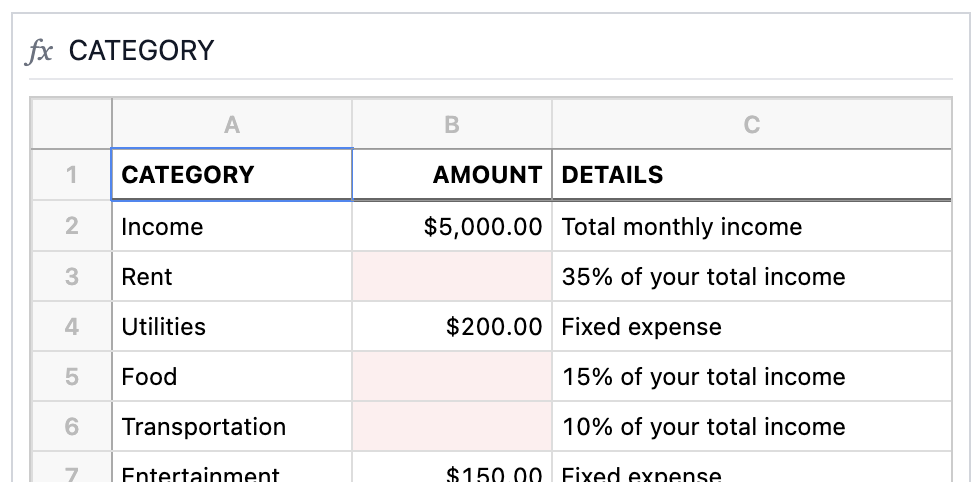 fx CATEGORY
A B C
1 CATEGORY AMOUNT DETAILS
2 Income $5,000.00 Total monthly income
3 Rent 35% of your total income
4 Utilities $200.00 Fixed expense
5 Food 15% of your total income
6 Transportation 10% of your total income
7 Entertainment $150.00 Fixed expense